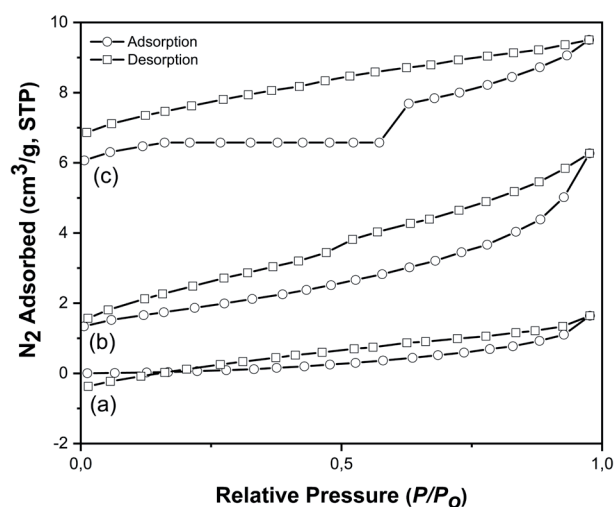 10
8
6
4
2
0
-2
N2 Adsorbed (cm3/g, STP)
Adsorption
Desorption
(c)
(b)
(a)
0,0
0,5
1,0
Relative Pressure (P/Po)